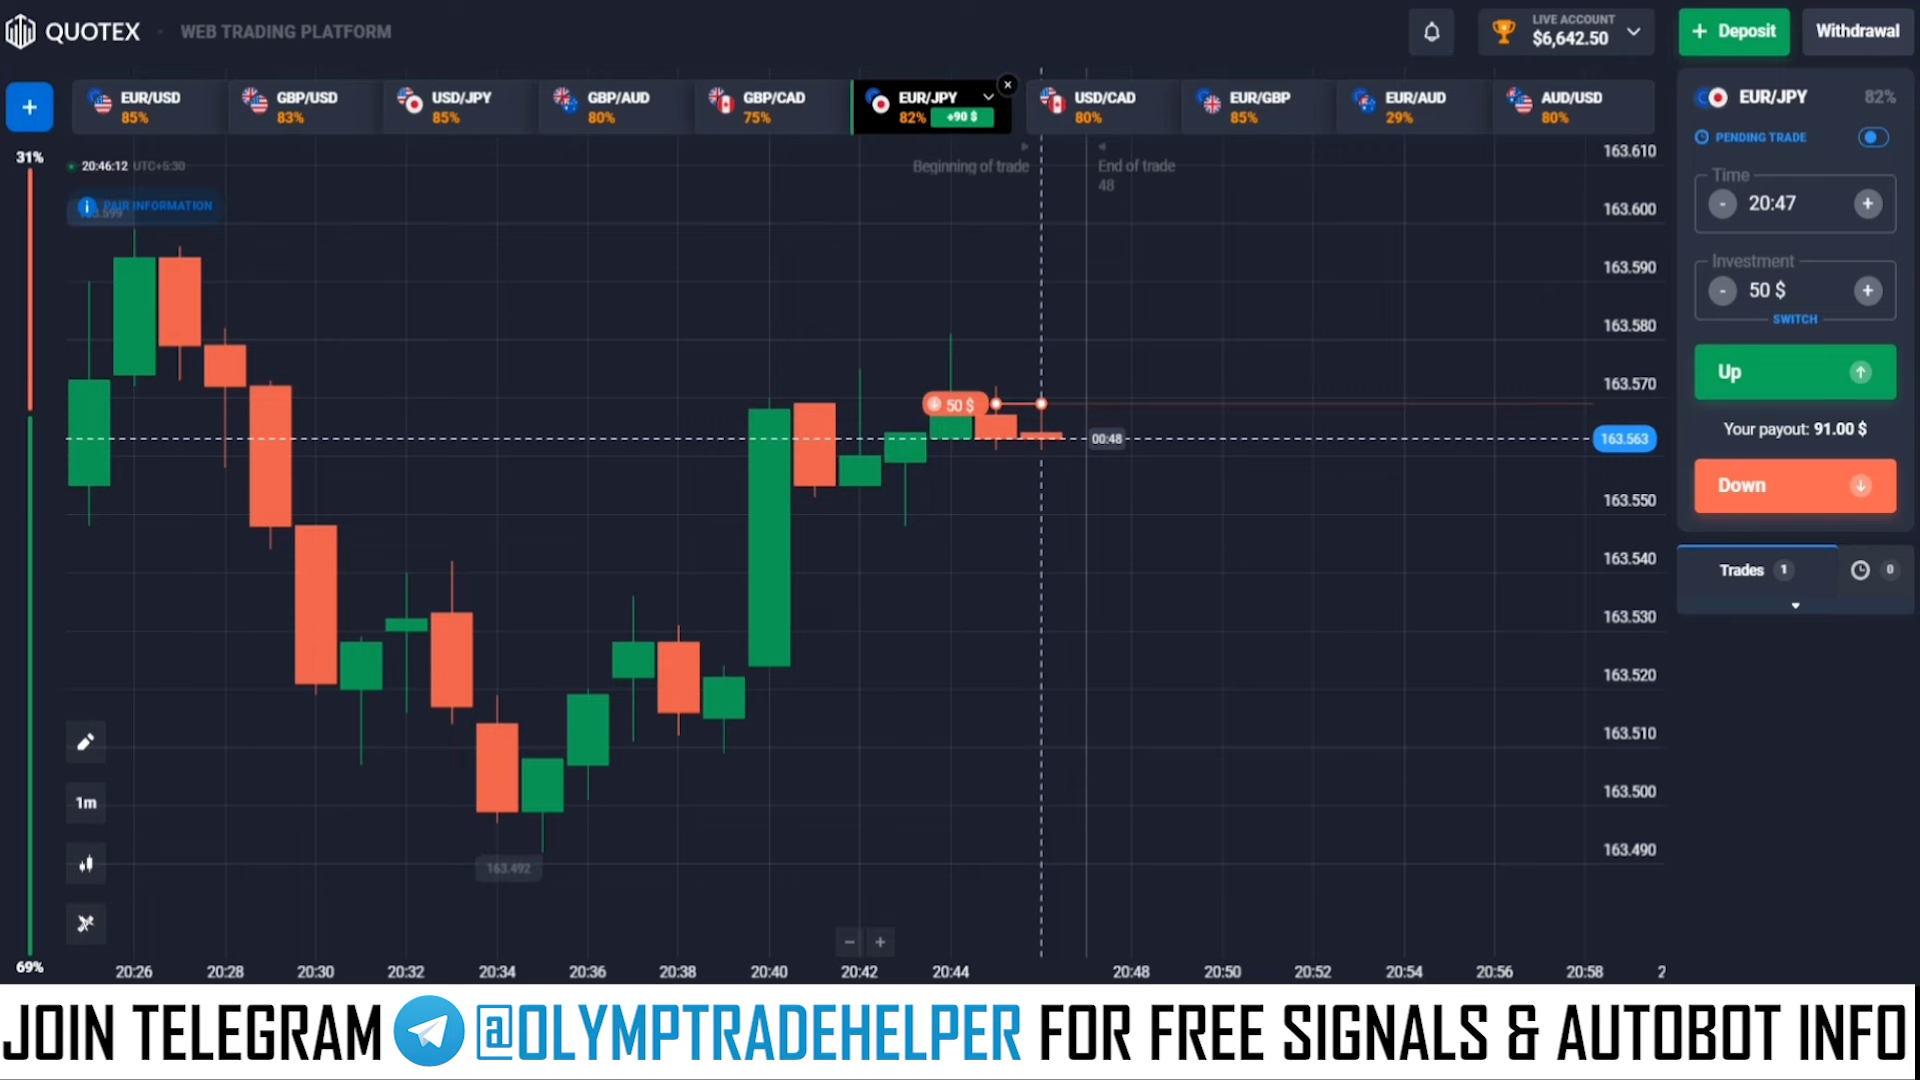 QUOTEX · WEB TRADING PLATFORM
LIVE ACCOUNT
$6,642.50
+ Deposit
Withdrawal
+
EUR/USD
85%
GBP/USD
83%
USD/JPY
85%
GBP/AUD
80%
GBP/CAD
75%
EUR/JPY
82% +90 $
USD/CAD
80%
EUR/GBP
85%
EUR/AUD
29%
AUD/USD
80%
EUR/JPY 82%
PENDING TRADE
Time
- 20:47 +
Investment
- 50 $ +
SWITCH
Up
Your payout: 91.00 $
Down
Trades 1
0
31%
69%
20:46:12 UTC+5:30
PAIR INFORMATION
163.599
Beginning of trade
End of trade
48
50 $
00:48
163.563
163.492
163.610
163.600
163.590
163.580
163.570
163.550
163.540
163.530
163.520
163.510
163.500
163.490
1m
− +
20:26 20:28 20:30 20:32 20:34 20:36 20:38 20:40 20:42 20:44 20:48 20:50 20:52 20:54 20:56 20:58 2
JOIN TELEGRAM @OLYMPTRADEHELPER FOR FREE SIGNALS & AUTOBOT INFO